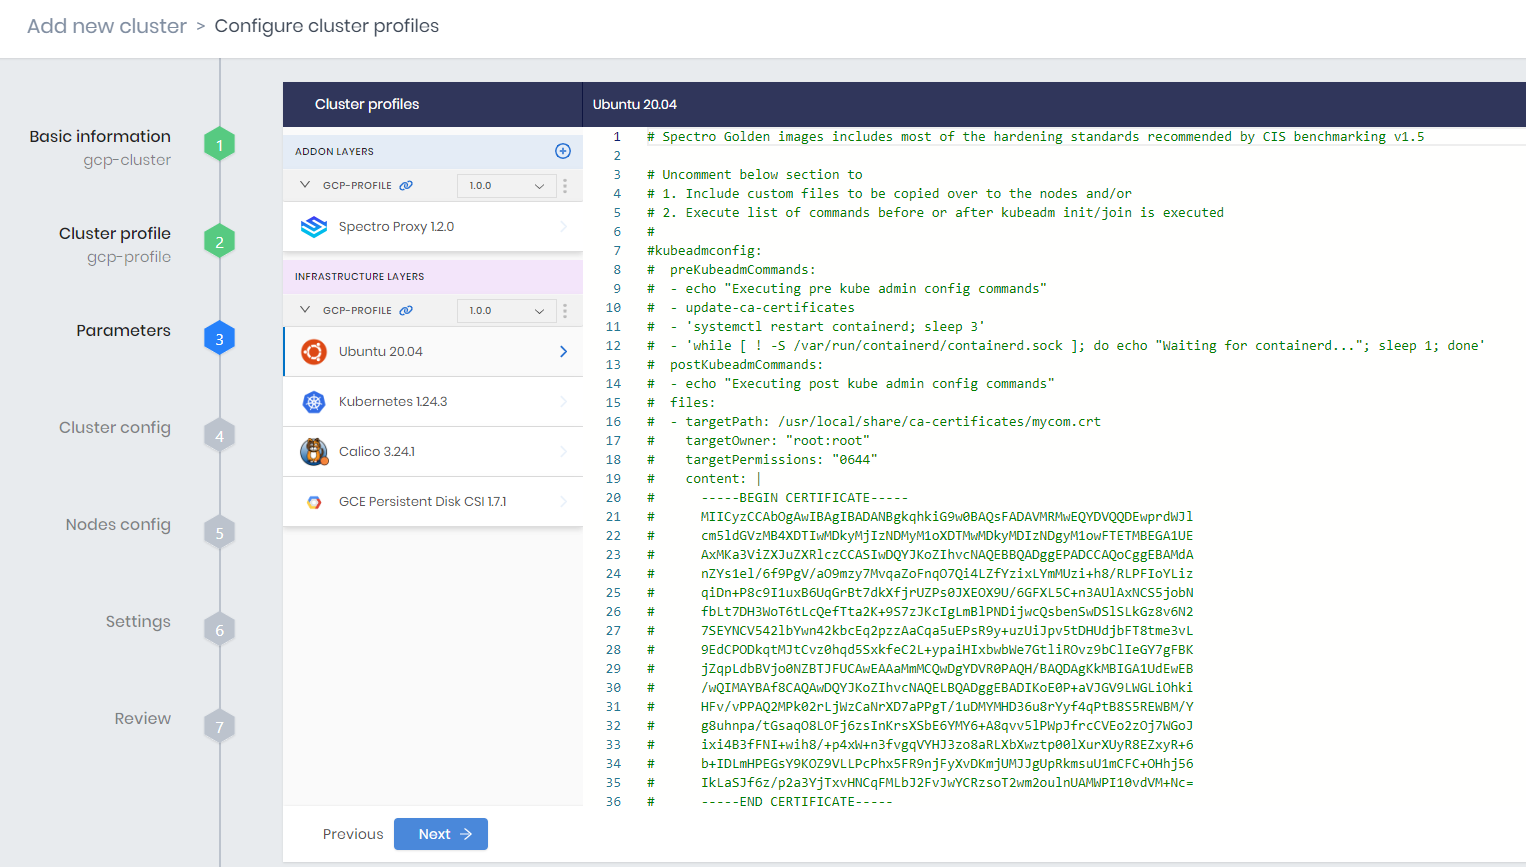 Add new cluster > Configure cluster profiles
Basic information
gcp-cluster
1
Cluster profile
gcp-profile
2
Parameters
3
Cluster config
4
Nodes config
5
Settings
6
Review
7
Cluster profiles
ADDON LAYERS
GCP-PROFILE 1.0.0
Spectro Proxy 1.2.0
INFRASTRUCTURE LAYERS
GCP-PROFILE 1.0.0
Ubuntu 20.04
Kubernetes 1.24.3
Calico 3.24.1
GCE Persistent Disk CSI 1.7.1
Previous Next →
Ubuntu 20.04
1 # Spectro Golden images includes most of the hardening standards recommended by CIS benchmarking v1.5
2
3 # Uncomment below section to
4 # 1. Include custom files to be copied over to the nodes and/or
5 # 2. Execute list of commands before or after kubeadm init/join is executed
6 #
7 #kubeadmconfig:
8 #  preKubeadmCommands:
9 #  - echo "Executing pre kube admin config commands"
10 #  - update-ca-certificates
11 #  - 'systemctl restart containerd; sleep 3'
12 #  - 'while [ ! -S /var/run/containerd/containerd.sock ]; do echo "Waiting for containerd..."; sleep 1; done'
13 #  postKubeadmCommands:
14 #  - echo "Executing post kube admin config commands"
15 #  files:
16 #  - targetPath: /usr/local/share/ca-certificates/mycom.crt
17 #    targetOwner: "root:root"
18 #    targetPermissions: "0644"
19 #    content: |
20 #      -----BEGIN CERTIFICATE-----
21 #      MIICyzCCAbOgAwIBAgIBADANBgkqhkiG9w0BAQsFADAVMRMwEQYDVQQDEwprdWJl
22 #      cm5ldGVzMB4XDTIwMDkyMjIzNDMyM1oXDTMwMDkyMDIzNDgyM1owFTETMBEGA1UE
23 #      AxMKa3ViZXJuZXRlczCCASIwDQYJKoZIhvcNAQEBBQADggEPADCCAQoCggEBAMdA
24 #      nZYs1el/6f9PgV/aO9mzy7MvqaZoFnqO7Qi4LZfYzixLYmMUzi+h8/RLPFIoYLiz
25 #      qiDn+P8c9I1uxB6UqGrBt7dkXfjrUZPs0JXEOX9U/6GFXL5C+n3AUlAxNCS5jobN
26 #      fbLt7DH3WoT6tLcQefTta2K+9S7zJKcIgLmBlPNDijwcQsbenSwDSlSLkGz8v6N2
27 #      7SEYNCV542lbYwn42kbcEq2pzzAaCqa5uEPsR9y+uzUiJpv5tDHUdjbFT8tme3vL
28 #      9EdCPODkqtMJtCvz0hqd5SxkfeC2L+ypaiHIxbwbWe7GtliROvz9bClIeGY7gFBK
29 #      jZqpLdbBVjo0NZBTJFUCAwEAAaMmMCQwDgYDVR0PAQH/BAQDAgKkMBIGA1UdEwEB
30 #      /wQIMAYBAf8CAQAwDQYJKoZIhvcNAQELBQADggEBADIKoE0P+aVJGV9LWGLiOhki
31 #      HFv/vPPAQ2MPk02rLjWzCaNrXD7aPPgT/1uDMYMHD36u8rYyf4qPtB8S5REWBM/Y
32 #      g8uhnpa/tGsaqO8LOFj6zsInKrsXSbE6YMY6+A8qvv5lPWpJfrcCVEo2zOj7WGoJ
33 #      ixi4B3fFNI+wih8/+p4xW+n3fvgqVYHJ3zo8aRLXbXwztp00lXurXUyR8EZxyR+6
34 #      b+IDLmHPEGsY9KOZ9VLLPcPhx5FR9njFyXvDKmjUMJJgUpRkmsuU1mCFC+OHhj56
35 #      IkLaSJf6z/p2a3YjTxvHNCqFMLbJ2FvJwYCRzsoT2wm2oulnUAMWPI10vdVM+Nc=
36 #      -----END CERTIFICATE-----